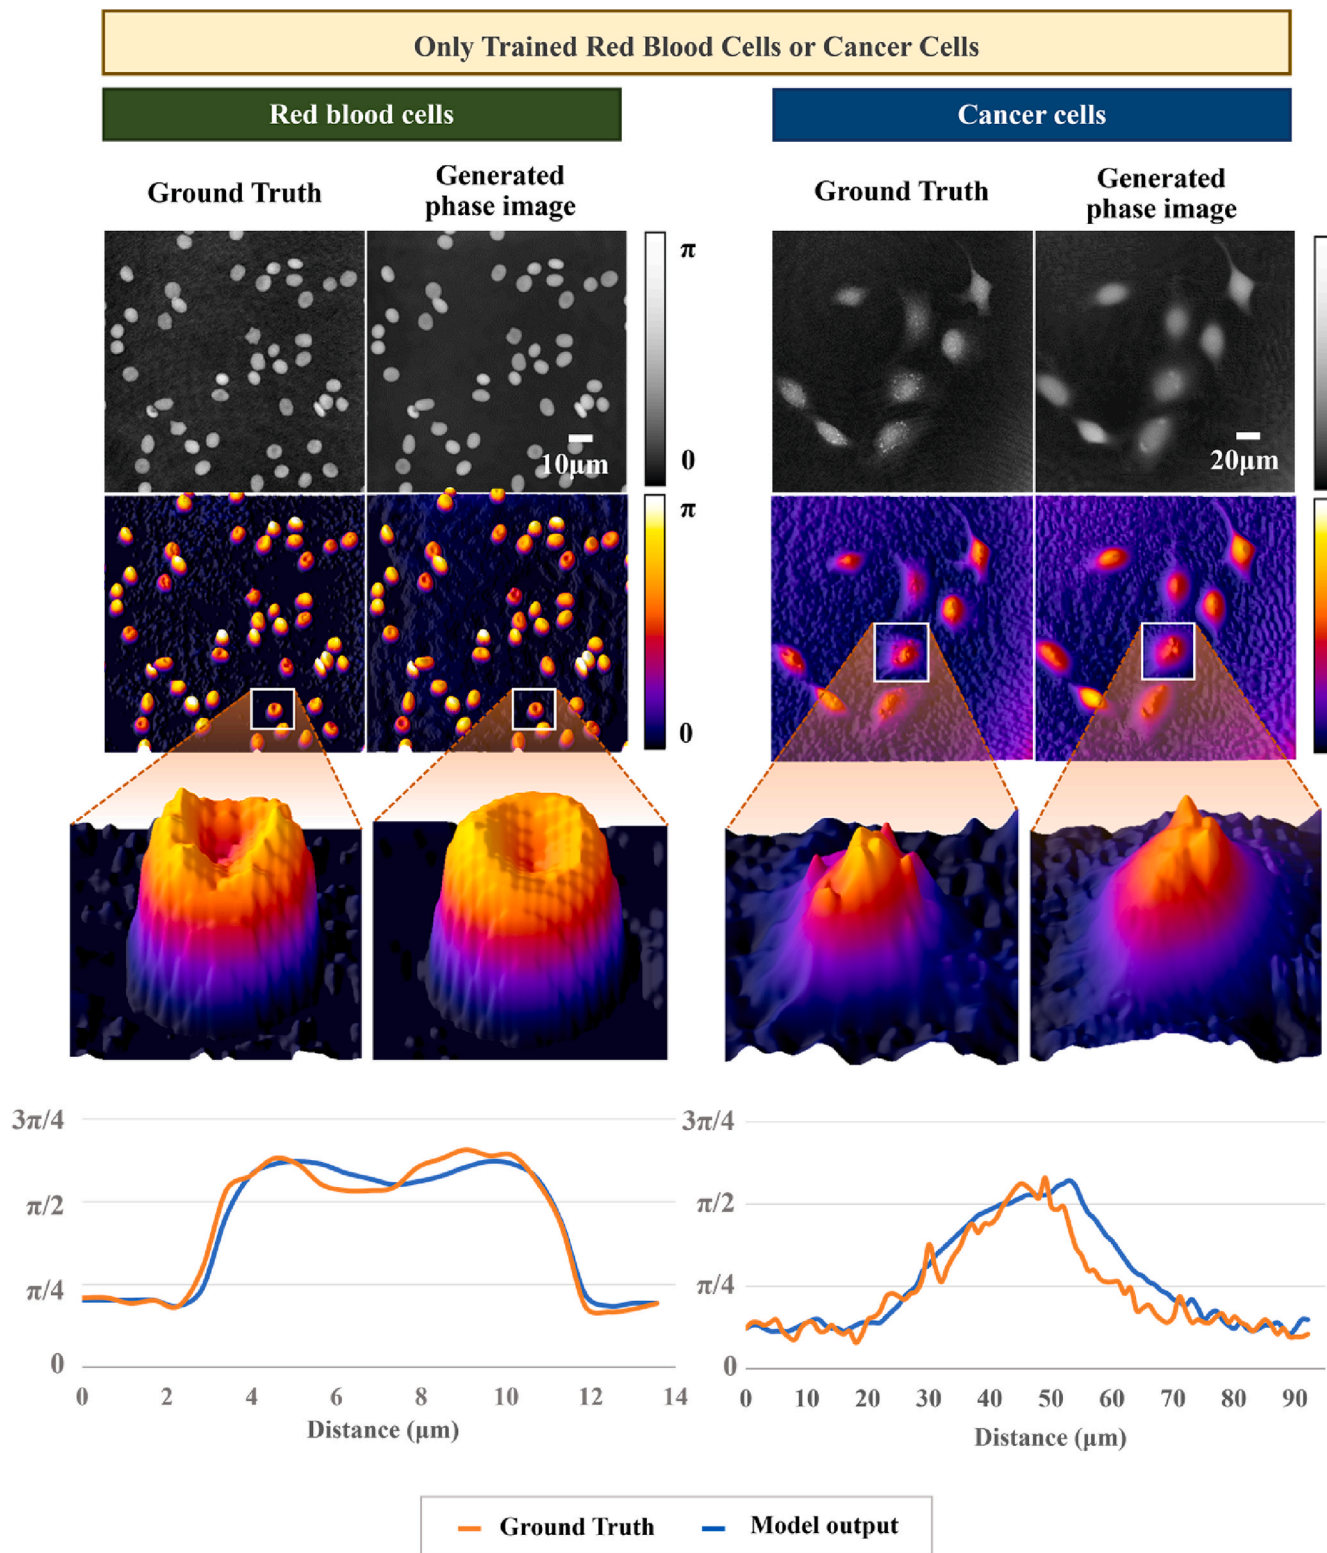 Only Trained Red Blood Cells or Cancer Cells
Red blood cells
Cancer cells
Ground Truth
Generated
phase image
Ground Truth
Generated
phase image
π
0
10μm
20μm
π
0
3π/4
π/2
π/4
0
0 2 4 6 8 10 12 14
Distance (μm)
3π/4
π/2
π/4
0
0 10 20 30 40 50 60 70 80 90
Distance (μm)
Ground Truth
Model output